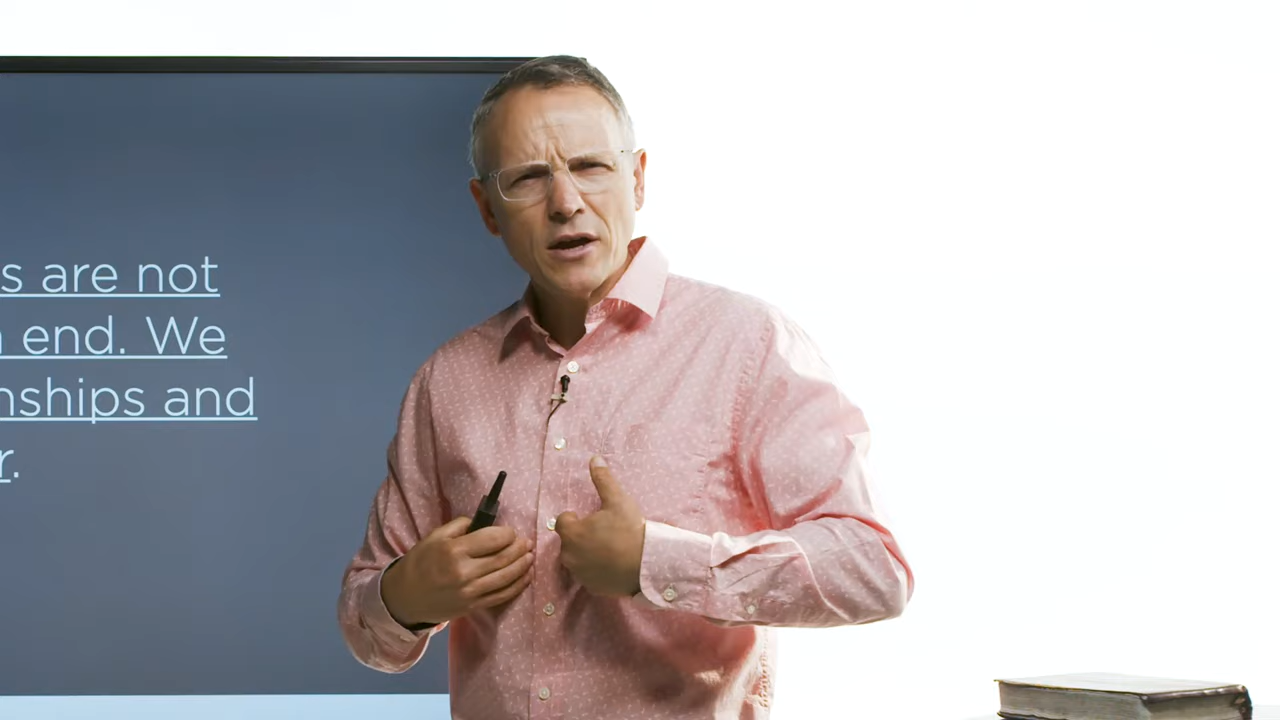 s are not
end. We
nships and
r.